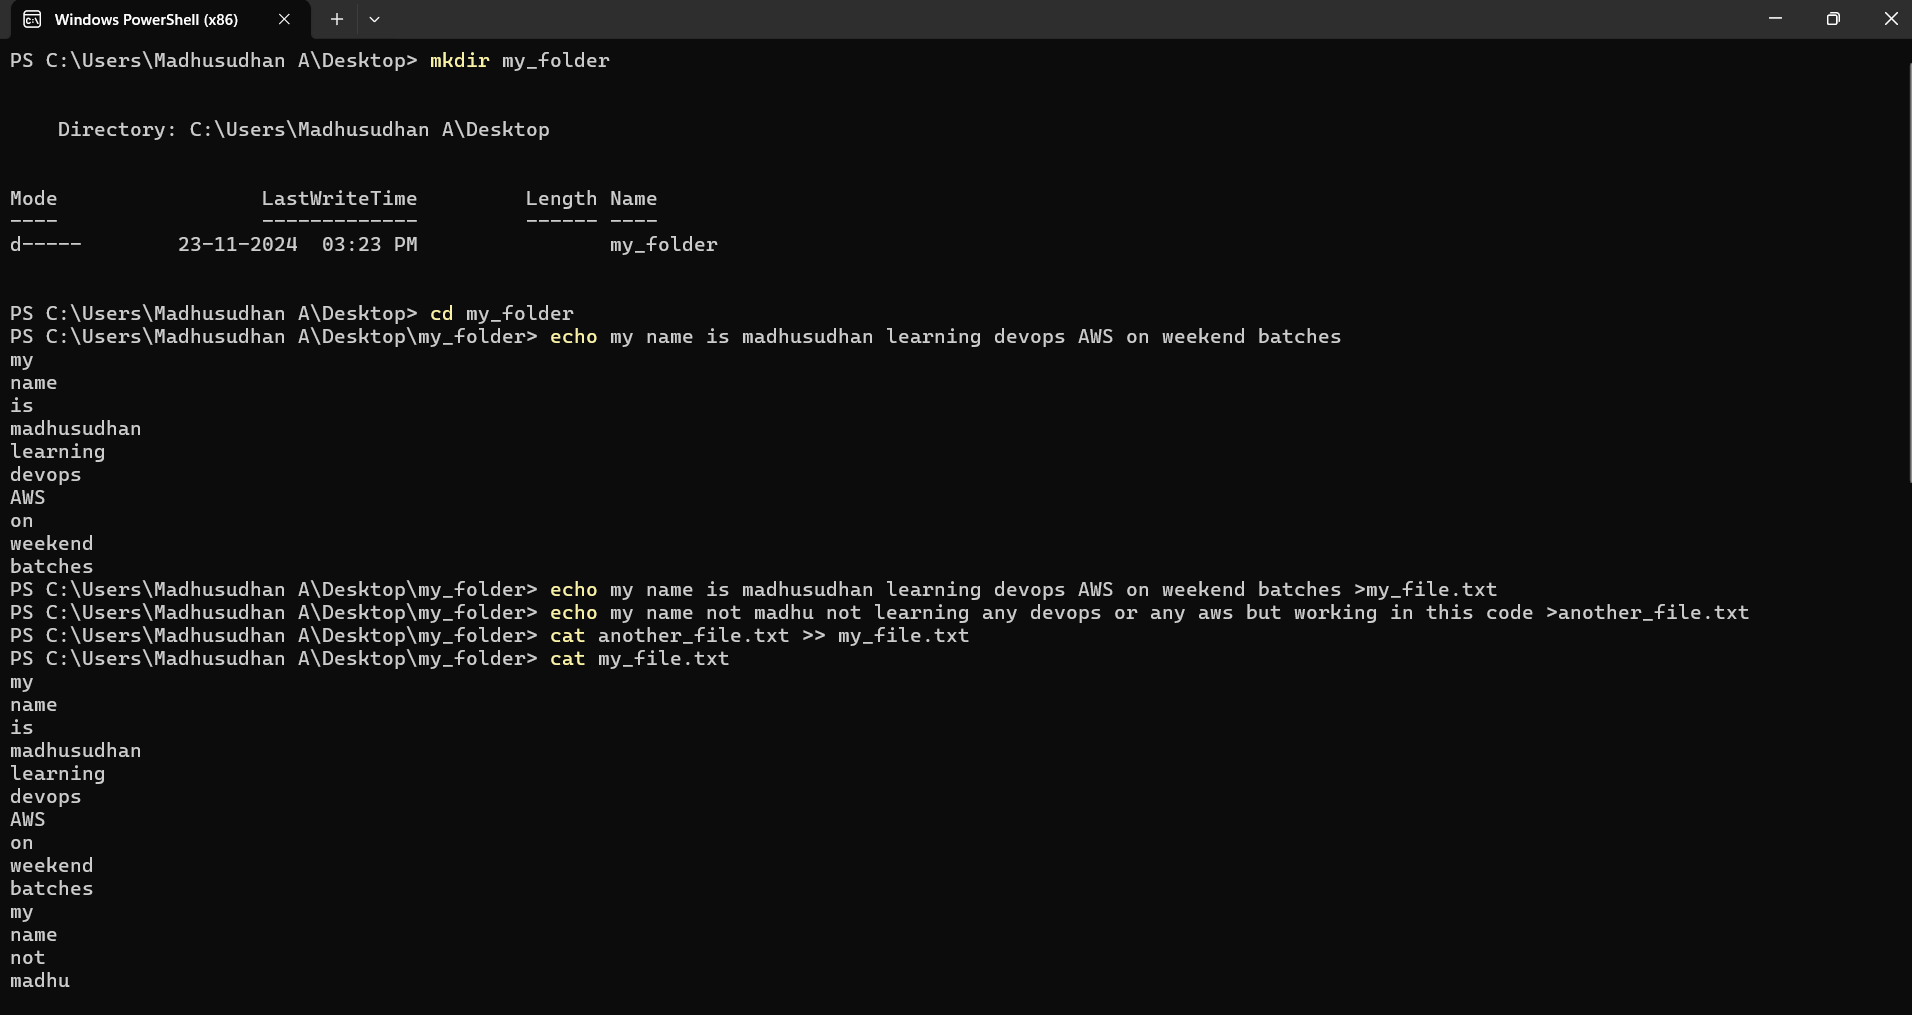 Windows PowerShell (x86)
PS C:\Users\Madhusudhan A\Desktop> mkdir my_folder
Directory: C:\Users\Madhusudhan A\Desktop
Mode                 LastWriteTime         Length Name
----                 -------------         ------ ----
d-----        23-11-2024  03:23 PM                my_folder
PS C:\Users\Madhusudhan A\Desktop> cd my_folder
PS C:\Users\Madhusudhan A\Desktop\my_folder> echo my name is madhusudhan learning devops AWS on weekend batches
my
name
is
madhusudhan
learning
devops
AWS
on
weekend
batches
PS C:\Users\Madhusudhan A\Desktop\my_folder> echo my name is madhusudhan learning devops AWS on weekend batches >my_file.txt
PS C:\Users\Madhusudhan A\Desktop\my_folder> echo my name not madhu not learning any devops or any aws but working in this code >another_file.txt
PS C:\Users\Madhusudhan A\Desktop\my_folder> cat another_file.txt >> my_file.txt
PS C:\Users\Madhusudhan A\Desktop\my_folder> cat my_file.txt
my
name
is
madhusudhan
learning
devops
AWS
on
weekend
batches
my
name
not
madhu